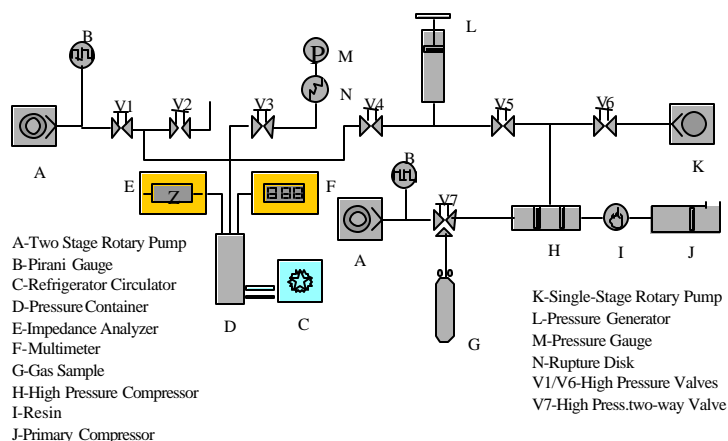 L
B
P
M
V1
V2
V3
N
V4
V5
V6
A
B
K
E
Z
888
F
V7
A
H
I
J
D
C
G
A-Two Stage Rotary Pump
B-Pirani Gauge
C-Refrigerator Circulator
D-Pressure Container
E-Impedance Analyzer
F-Multimeter
G-Gas Sample
H-High Pressure Compressor
I-Resin
J-Primary Compressor
K-Single-Stage Rotary Pump
L-Pressure Generator
M-Pressure Gauge
N-Rupture Disk
V1/V6-High Pressure Valves
V7-High Press.two-way Valve